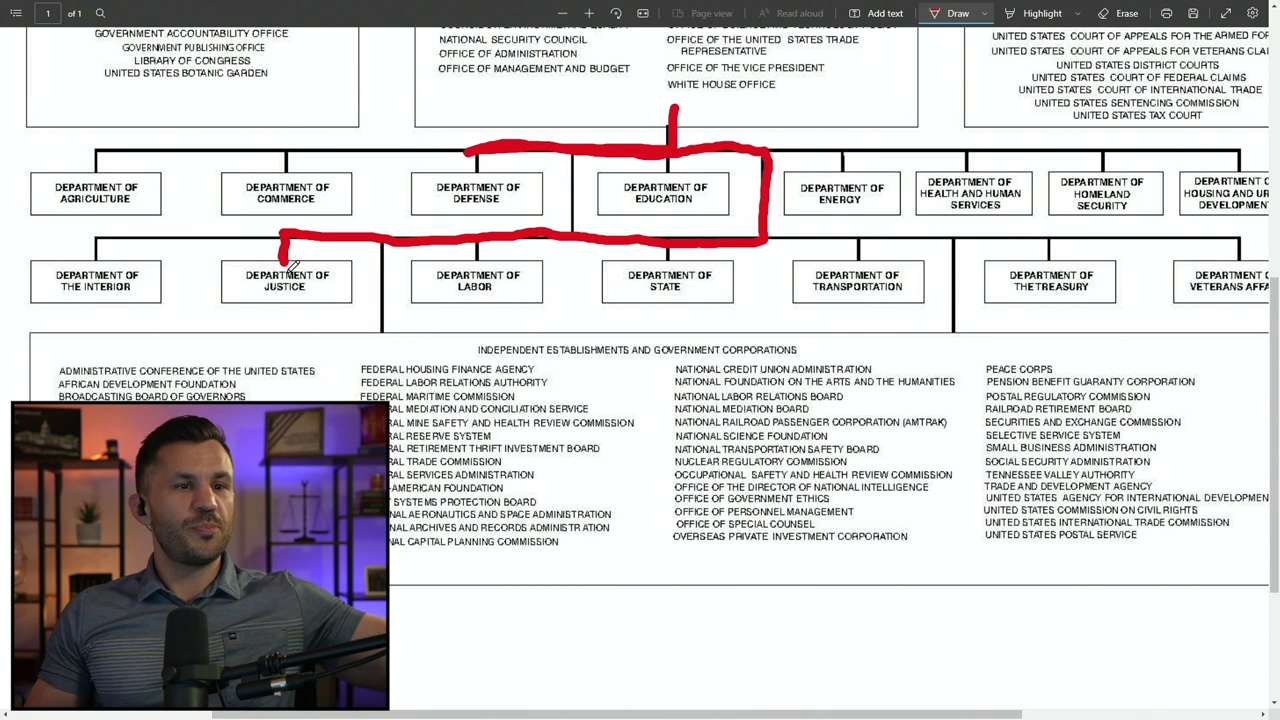 1 of 1
Page view
Read aloud
Add text
Draw
Highlight
Erase
GOVERNMENT ACCOUNTABILITY OFFICE
GOVERNMENT PUBLISHING OFFICE
LIBRARY OF CONGRESS
UNITED STATES BOTANIC GARDEN
NATIONAL SECURITY COUNCIL
OFFICE OF ADMINISTRATION
OFFICE OF MANAGEMENT AND BUDGET
OFFICE OF THE UNITED STATES TRADE
REPRESENTATIVE
OFFICE OF THE VICE PRESIDENT
WHITE HOUSE OFFICE
UNITED STATES COURT OF APPEALS FOR THE ARMED FOR
UNITED STATES COURT OF APPEALS FOR VETERANS CLAI
UNITED STATES DISTRICT COURTS
UNITED STATES COURT OF FEDERAL CLAIMS
UNITED STATES COURT OF INTERNATIONAL TRADE
UNITED STATES SENTENCING COMMISSION
UNITED STATES TAX COURT
DEPARTMENT OF
AGRICULTURE
DEPARTMENT OF
COMMERCE
DEPARTMENT OF
DEFENSE
DEPARTMENT OF
EDUCATION
DEPARTMENT OF
ENERGY
DEPARTMENT OF
HEALTH AND HUMAN
SERVICES
DEPARTMENT OF
HOMELAND
SECURITY
DEPARTMENT O
HOUSING AND UR
DEVELOPMEN
DEPARTMENT OF
THE INTERIOR
DEPARTMENT OF
JUSTICE
DEPARTMENT OF
LABOR
DEPARTMENT OF
STATE
DEPARTMENT OF
TRANSPORTATION
DEPARTMENT OF
THE TREASURY
DEPARTMENT OF
VETERANS AFFA
INDEPENDENT ESTABLISHMENTS AND GOVERNMENT CORPORATIONS
ADMINISTRATIVE CONFERENCE OF THE UNITED STATES
AFRICAN DEVELOPMENT FOUNDATION
BROADCASTING BOARD OF GOVERNORS
FEDERAL HOUSING FINANCE AGENCY
FEDERAL LABOR RELATIONS AUTHORITY
FEDERAL MARITIME COMMISSION
RAL MEDIATION AND CONCILIATION SERVICE
RAL MINE SAFETY AND HEALTH REVIEW COMMISSION
RAL RESERVE SYSTEM
RAL RETIREMENT THRIFT INVESTMENT BOARD
RAL TRADE COMMISSION
RAL SERVICES ADMINISTRATION
-AMERICAN FOUNDATION
T SYSTEMS PROTECTION BOARD
NAL AERONAUTICS AND SPACE ADMINISTRATION
NAL ARCHIVES AND RECORDS ADMINISTRATION
NAL CAPITAL PLANNING COMMISSION
NATIONAL CREDIT UNION ADMINISTRATION
NATIONAL FOUNDATION ON THE ARTS AND THE HUMANITIES
NATIONAL LABOR RELATIONS BOARD
NATIONAL MEDIATION BOARD
NATIONAL RAILROAD PASSENGER CORPORATION (AMTRAK)
NATIONAL SCIENCE FOUNDATION
NATIONAL TRANSPORTATION SAFETY BOARD
NUCLEAR REGULATORY COMMISSION
OCCUPATIONAL SAFETY AND HEALTH REVIEW COMMISSION
OFFICE OF THE DIRECTOR OF NATIONAL INTELLIGENCE
OFFICE OF GOVERNMENT ETHICS
OFFICE OF PERSONNEL MANAGEMENT
OFFICE OF SPECIAL COUNSEL
OVERSEAS PRIVATE INVESTMENT CORPORATION
PEACE CORPS
PENSION BENEFIT GUARANTY CORPORATION
POSTAL REGULATORY COMMISSION
RAILROAD RETIREMENT BOARD
SECURITIES AND EXCHANGE COMMISSION
SELECTIVE SERVICE SYSTEM
SMALL BUSINESS ADMINISTRATION
SOCIAL SECURITY ADMINISTRATION
TENNESSEE VALLEY AUTHORITY
TRADE AND DEVELOPMENT AGENCY
UNITED STATES AGENCY FOR INTERNATIONAL DEVELOPMEN
UNITED STATES COMMISSION ON CIVIL RIGHTS
UNITED STATES INTERNATIONAL TRADE COMMISSION
UNITED STATES POSTAL SERVICE